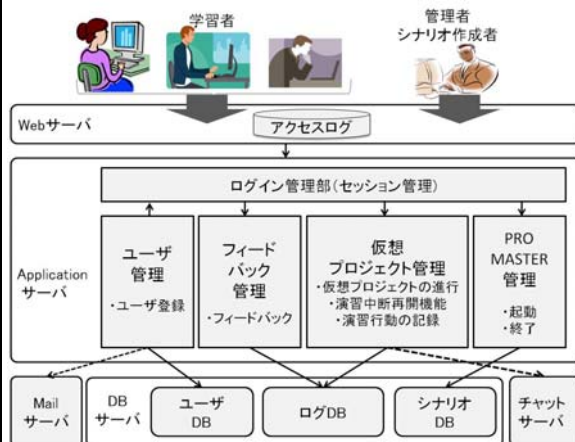 学習者
管理者
シナリオ作成者
Webサーバ
アクセスログ
ログイン管理部(セッション管理)
Application
サーバ
ユーザ
管理
・ユーザ登録
フィード
バック
管理
・フィードバック
仮想
プロジェクト管理
・仮想プロジェクトの進行
・演習中断再開機能
・演習行動の記録
PRO
MASTER
管理
・起動
・終了
Mail
サーバ
DB
サーバ
ユーザ
DB
ログDB
シナリオ
DB
チャット
サーバ